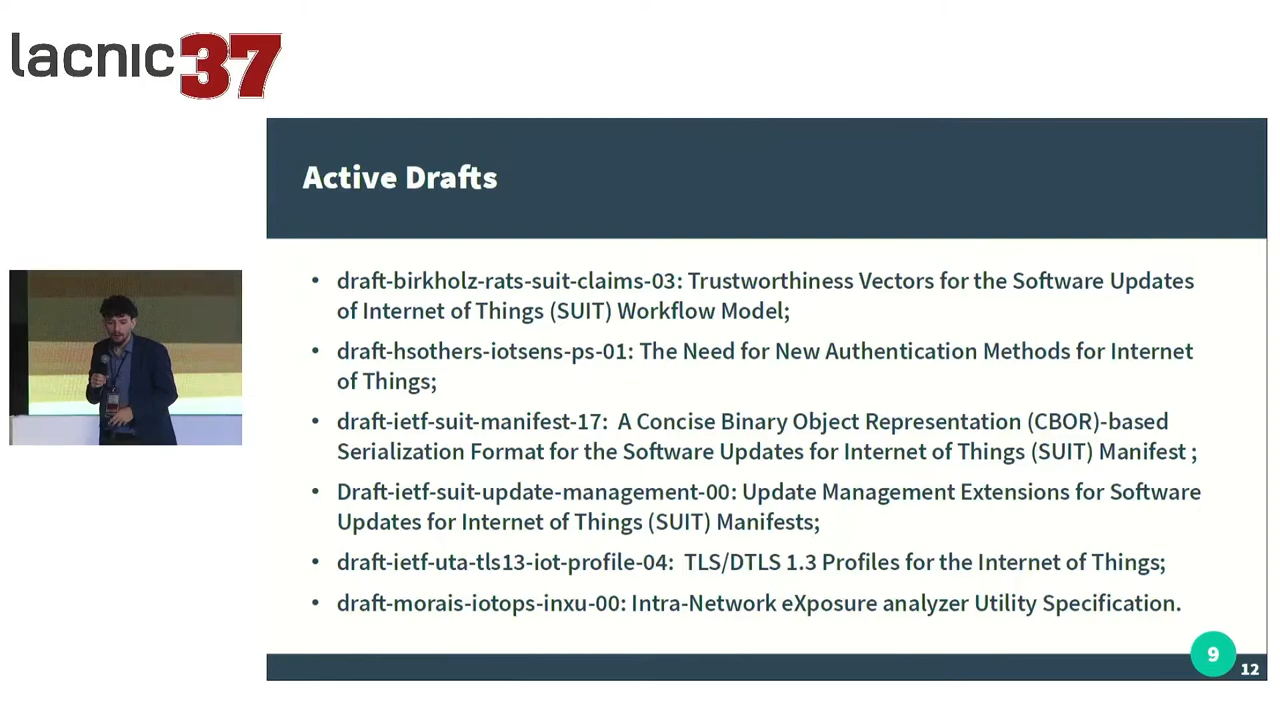 lacnic 37
Active Drafts
• draft-birkholz-rats-suit-claims-03: Trustworthiness Vectors for the Software Updates
of Internet of Things (SUIT) Workflow Model;
• draft-hsothers-iotsens-ps-01: The Need for New Authentication Methods for Internet
of Things;
• draft-ietf-suit-manifest-17:  A Concise Binary Object Representation (CBOR)-based
Serialization Format for the Software Updates for Internet of Things (SUIT) Manifest ;
• Draft-ietf-suit-update-management-00: Update Management Extensions for Software
Updates for Internet of Things (SUIT) Manifests;
• draft-ietf-uta-tls13-iot-profile-04:  TLS/DTLS 1.3 Profiles for the Internet of Things;
• draft-morais-iotops-inxu-00: Intra-Network eXposure analyzer Utility Specification.
9
12